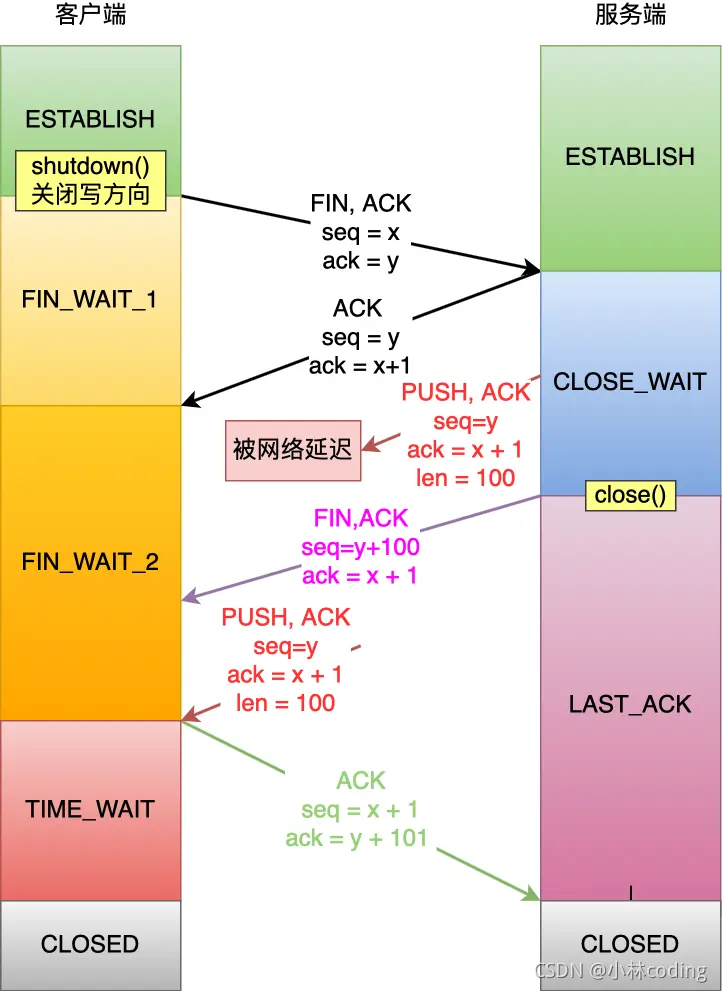 客户端
服务端
ESTABLISH
shutdown()
关闭写方向
ESTABLISH
FIN, ACK
seq = x
ack = y
FIN_WAIT_1
ACK
seq = y
ack = x+1
CLOSE_WAIT
PUSH, ACK
seq=y
ack = x + 1
len = 100
被网络延迟
close()
FIN,ACK
seq=y+100
ack = x + 1
FIN_WAIT_2
PUSH, ACK
seq=y
ack = x + 1
len = 100
LAST_ACK
TIME_WAIT
ACK
seq = x + 1
ack = y + 101
CLOSED
CLOSED
CSDN @小林coding